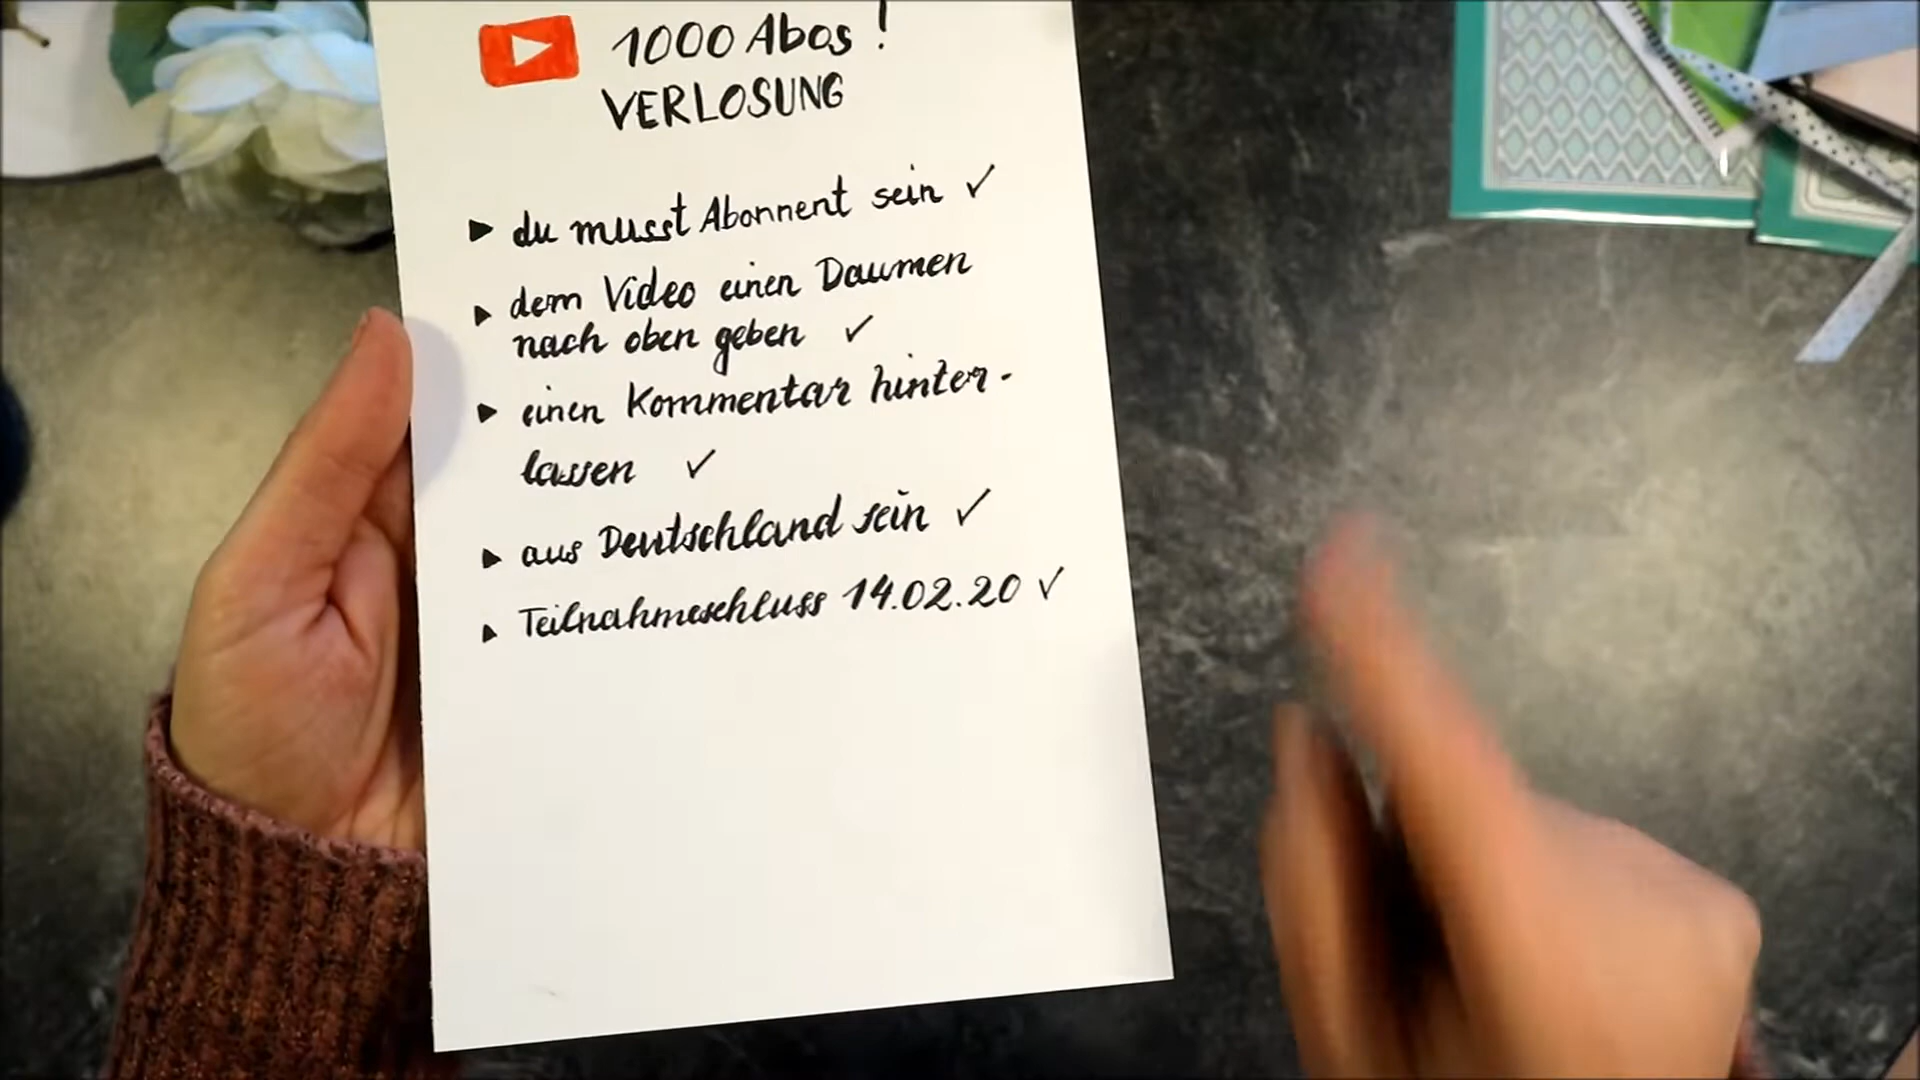 1000 Abos !
VERLOSUNG
du musst Abonnent sein ✓
dem Video einen Daumen
nach oben geben ✓
einen Kommentar hinter-
lassen ✓
aus Deutschland sein ✓
Teilnahmeschluss 14.02.20 ✓